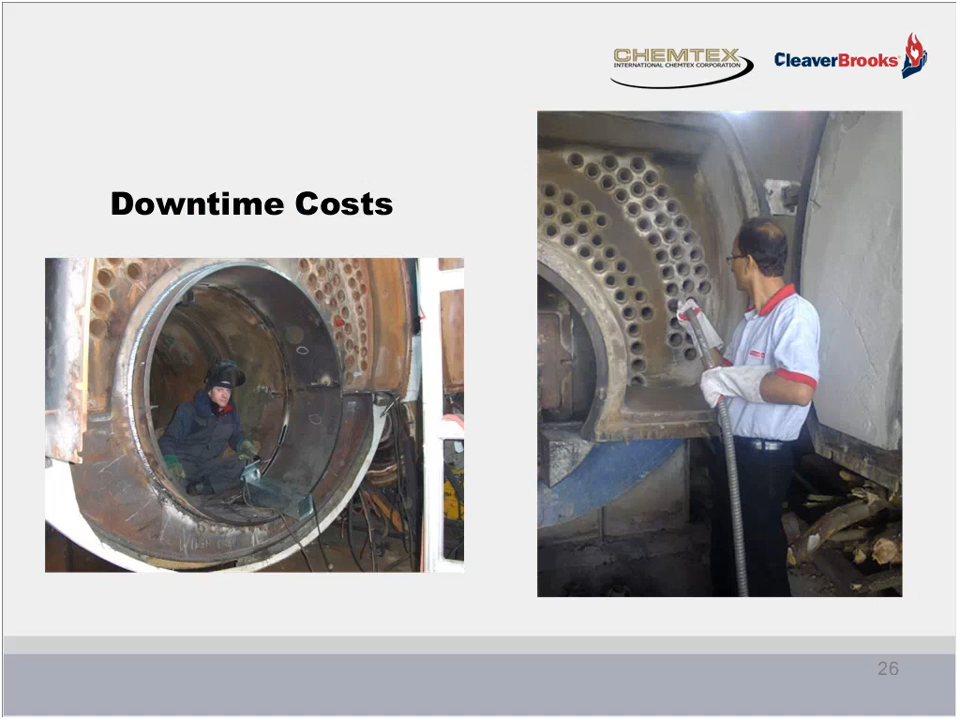 CHEMTEX
INTERNATIONAL CHEMTEX CORPORATION
CleaverBrooks
Downtime Costs
26